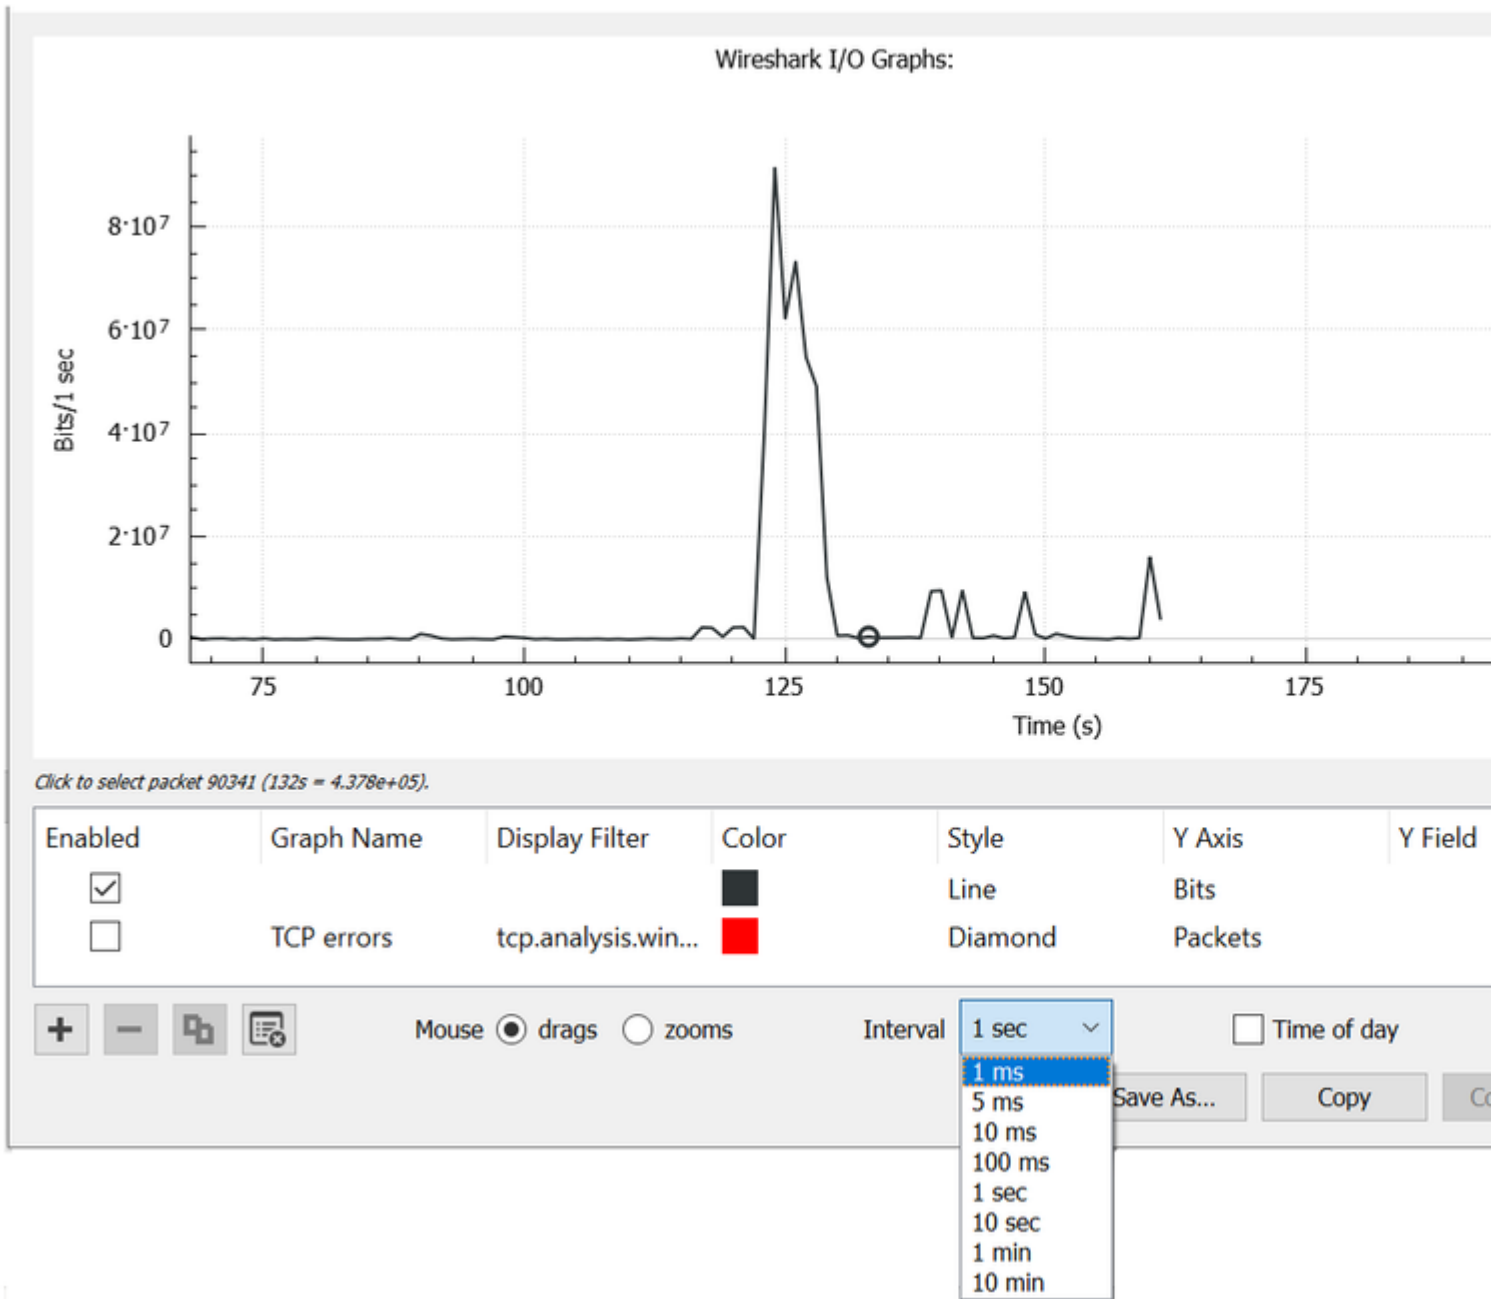 Wireshark I/O Graphs:
8·10⁷
6·10⁷
4·10⁷
2·10⁷
0
Bits/1 sec
75 100 125 150 175
Time (s)
Click to select packet 90341 (132s = 4.378e+05).
Enabled Graph Name Display Filter Color Style Y Axis Y Field
Line Bits
TCP errors tcp.analysis.win... Diamond Packets
Mouse drags zooms Interval 1 sec Time of day
1 ms
5 ms
Save As... Copy
10 ms
100 ms
1 sec
10 sec
1 min
10 min